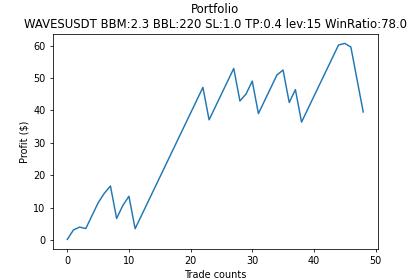 Portfolio
WAVESUSDT BBM:2.3 BBL:220 SL:1.0 TP:0.4 lev:15 WinRatio:78.0
60
50
40
30
20
10
0
Profit ($)
0 10 20 30 40 50
Trade counts